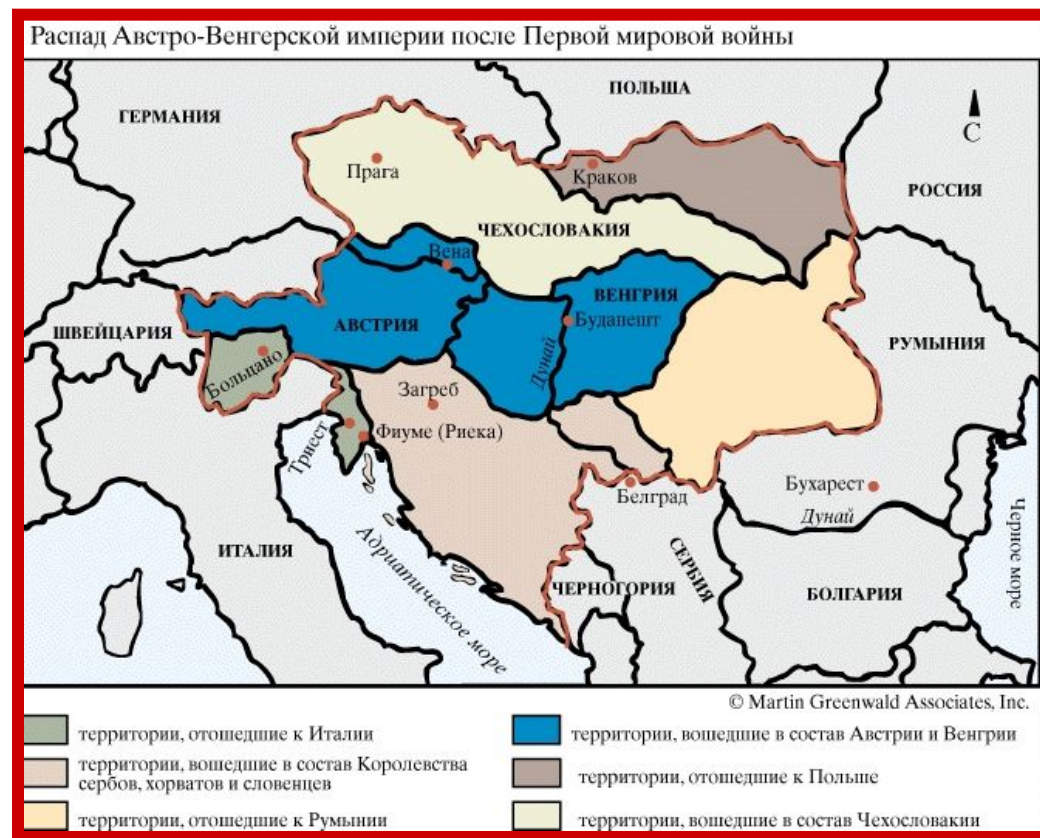 Распад Австро-Венгерской империи после Первой мировой войны
ПОЛЬША
ГЕРМАНИЯ
С
Прага
Краков
РОССИЯ
ЧЕХОСЛОВАКИЯ
Вена
ВЕНГРИЯ
АВСТРИЯ
Будапешт
ШВЕЙЦАРИЯ
РУМЫНИЯ
Больцано
Дунай
Загреб
Триест
Фиуме (Риека)
Белград
Бухарест
Дунай
Черное море
ИТАЛИЯ
Адриатическое море
СЕРБИЯ
ЧЕРНОГОРИЯ
БОЛГАРИЯ
© Martin Greenwald Associates, Inc.
территории, отошедшие к Италии
территории, вошедшие в состав Королевства
сербов, хорватов и словенцев
территории, отошедшие к Румынии
территории, вошедшие в состав Австрии и Венгрии
территории, отошедшие к Польше
территории, вошедшие в состав Чехословакии